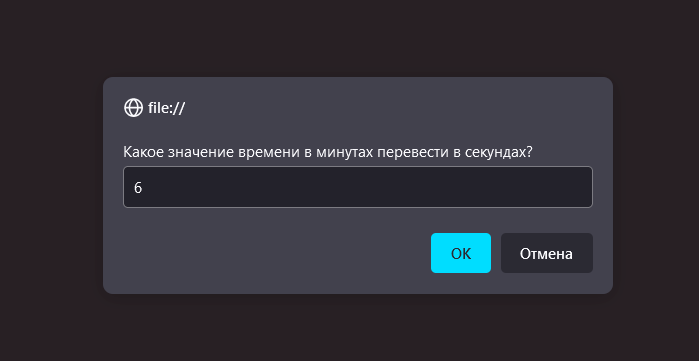 file://
Какое значение времени в минутах перевести в секундах?
6
OK
Отмена